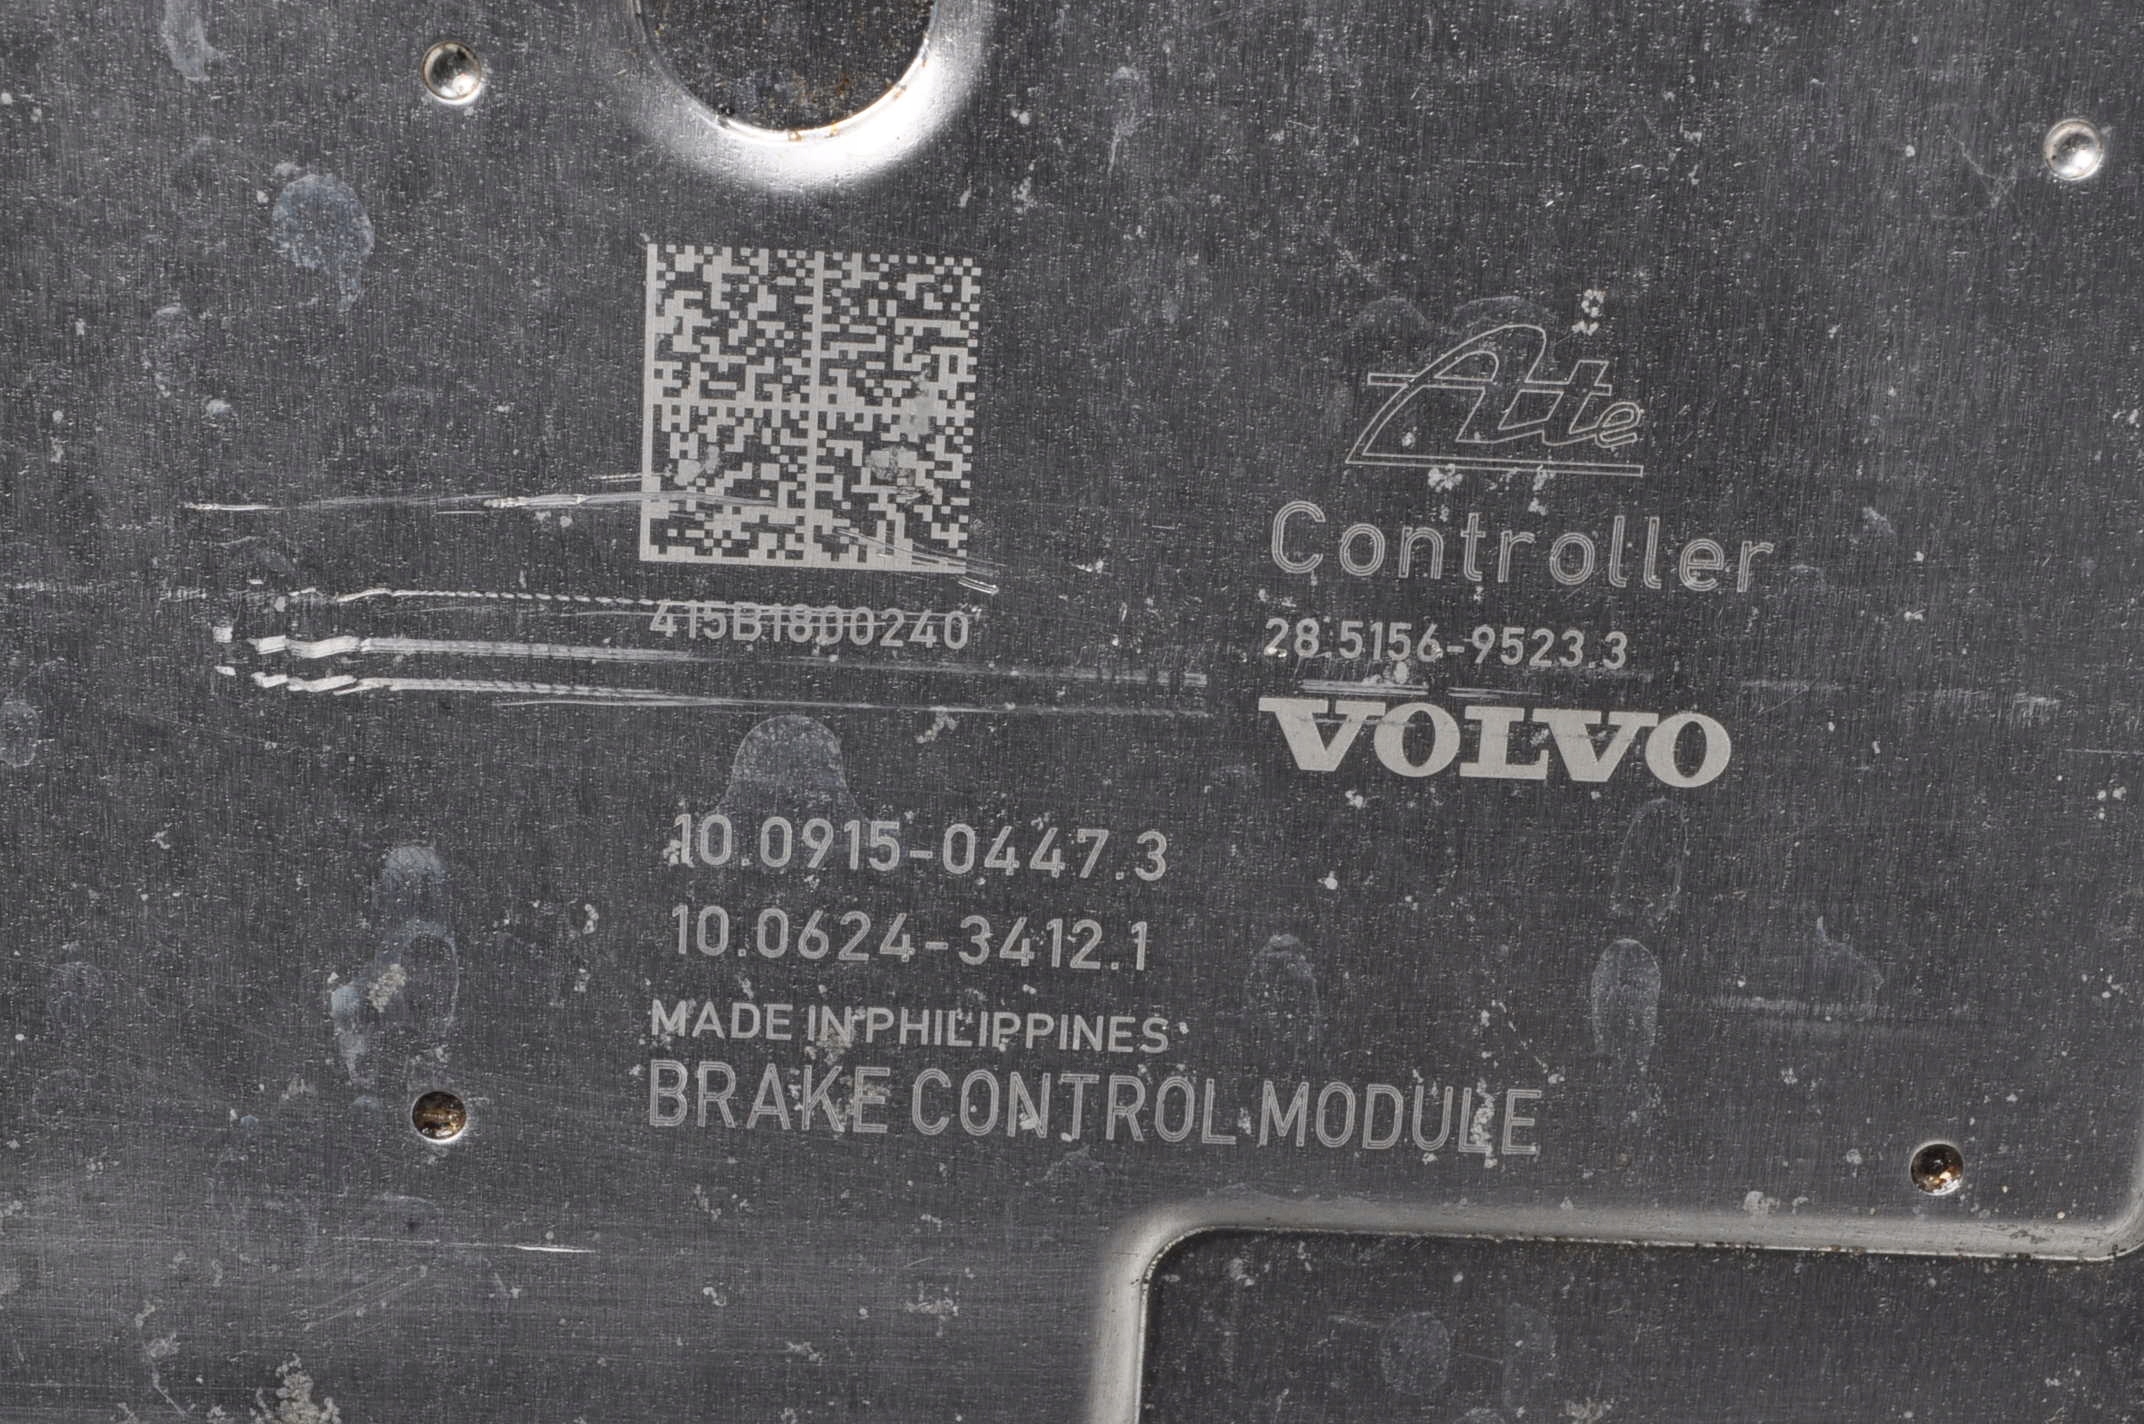 Ate
Controller
415B1800240
28.5156-9523.3
VOLVO
10.0915-0447.3
10.0624-3412.1
MADE IN PHILIPPINES
BRAKE CONTROL MODULE